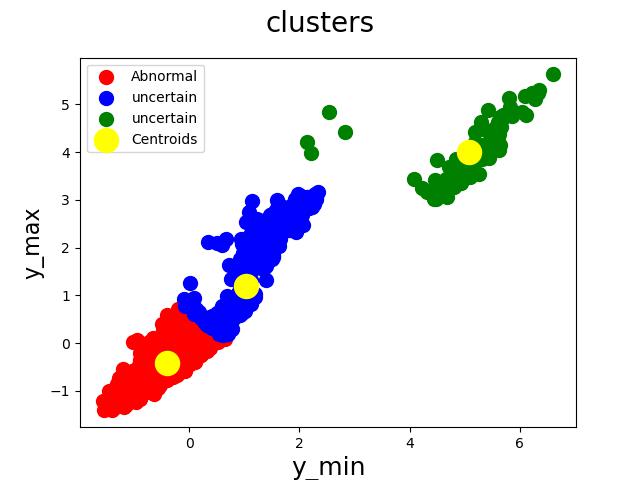 clusters
Abnormal
uncertain
uncertain
Centroids
5
4
3
2
1
0
−1
y_max
0
2
4
6
y_min